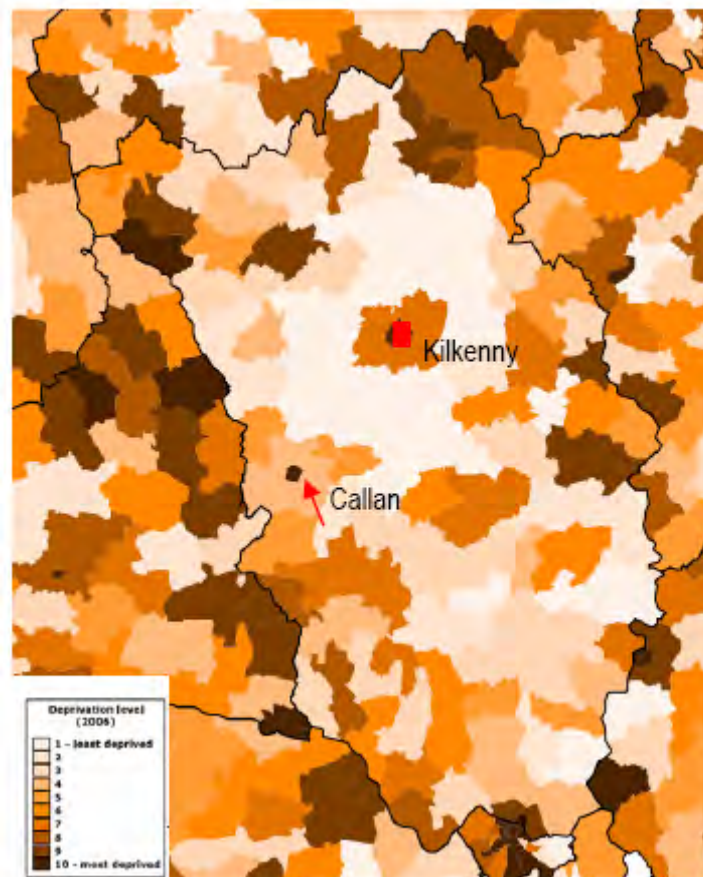 Kilkenny
Callan
Deprivation level
(2006)
1 - least deprived
2
3
4
5
6
7
8
9
10 - most deprived